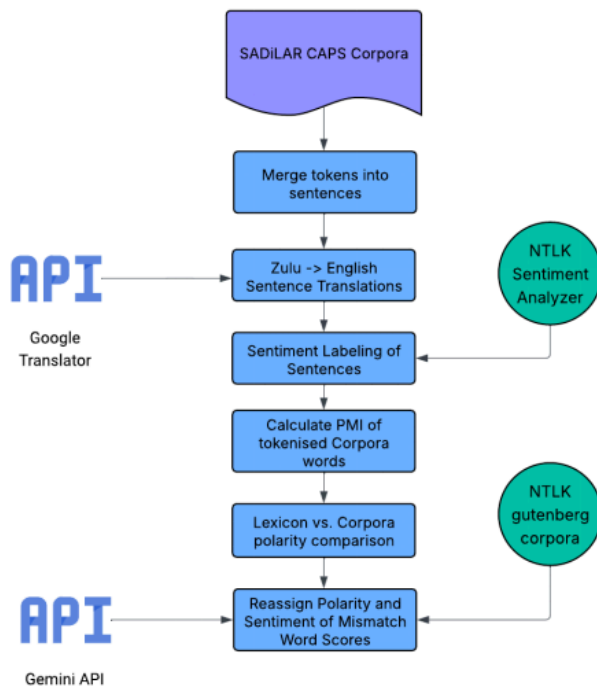 SADiLAR CAPS Corpora
Merge tokens into
sentences
API
Google
Translator
Zulu -> English
Sentence Translations
NTLK
Sentiment
Analyzer
Sentiment Labeling of
Sentences
Calculate PMI of
tokenised Corpora
words
Lexicon vs. Corpora
polarity comparison
NTLK
gutenberg
corpora
API
Gemini API
Reassign Polarity and
Sentiment of Mismatch
Word Scores